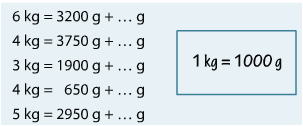 6 kg = 3200 g + ... g
4 kg = 3750 g + ... g
3 kg = 1900 g + ... g
4 kg = 650 g + ... g
5 kg = 2950 g + ... g
1 kg = 1000 g